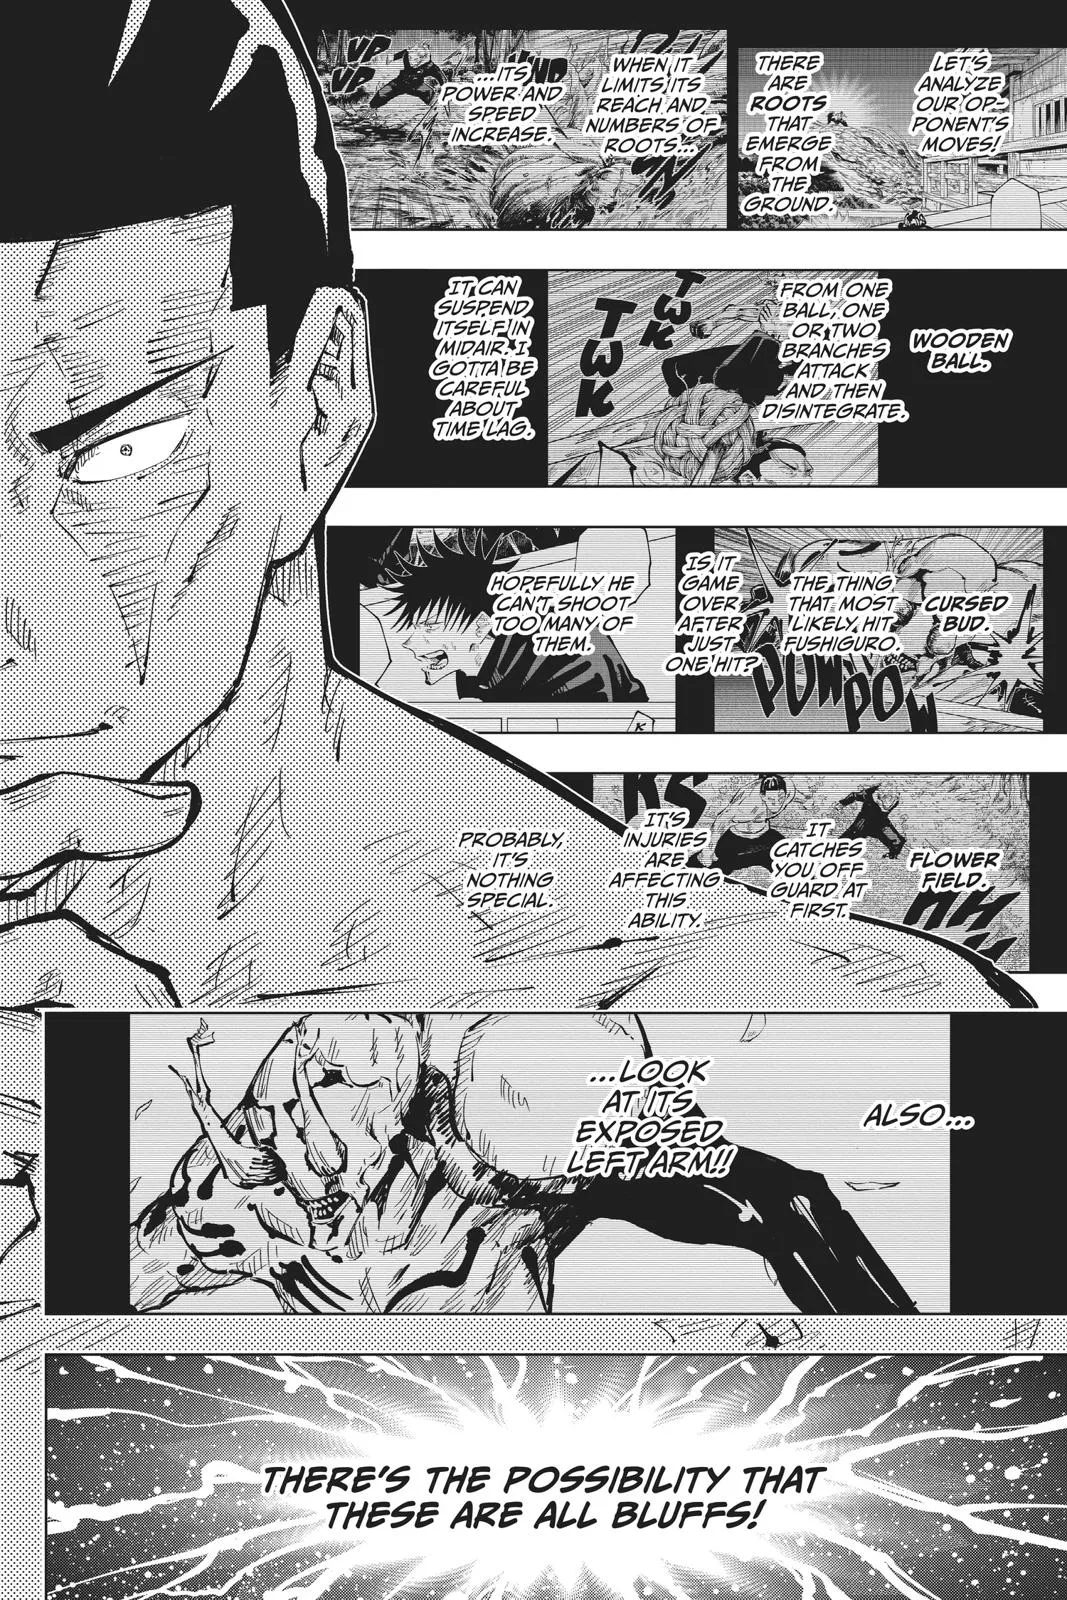 LET'S
ANALYZE
OUR OP-
PONENT'S
MOVES!
THERE
ARE
ROOTS
THAT
EMERGE
FROM
THE
GROUND.
WHEN IT
LIMITS ITS
REACH AND
NUMBERS OF
ROOTS...
...ITS
POWER AND
SPEED
INCREASE.
VP
VP
WOODEN
BALL.
FROM ONE
BALL, ONE
OR TWO
BRANCHES
ATTACK
AND THEN
DISINTEGRATE.
TWK
TWK
IT CAN
SUSPEND
ITSELF IN
MIDAIR. I
GOTTA BE
CAREFUL
ABOUT
TIME LAG.
CURSED
BUD.
THE THING
THAT MOST
LIKELY HIT
FUSHIGURO.
POW
POW
IS IT
GAME
OVER
AFTER
JUST
ONE HIT?
HOPEFULLY HE
CAN'T SHOOT
TOO MANY OF
THEM.
FLOWER
FIELD.
IT
CATCHES
YOU OFF
GUARD AT
FIRST.
IT'S
INJURIES
ARE
AFFECTING
THIS
ABILITY.
PROBABLY,
IT'S
NOTHING
SPECIAL.
ALSO...
...LOOK
AT ITS
EXPOSED
LEFT ARM!!
THERE'S THE POSSIBILITY THAT
THESE ARE ALL BLUFFS!